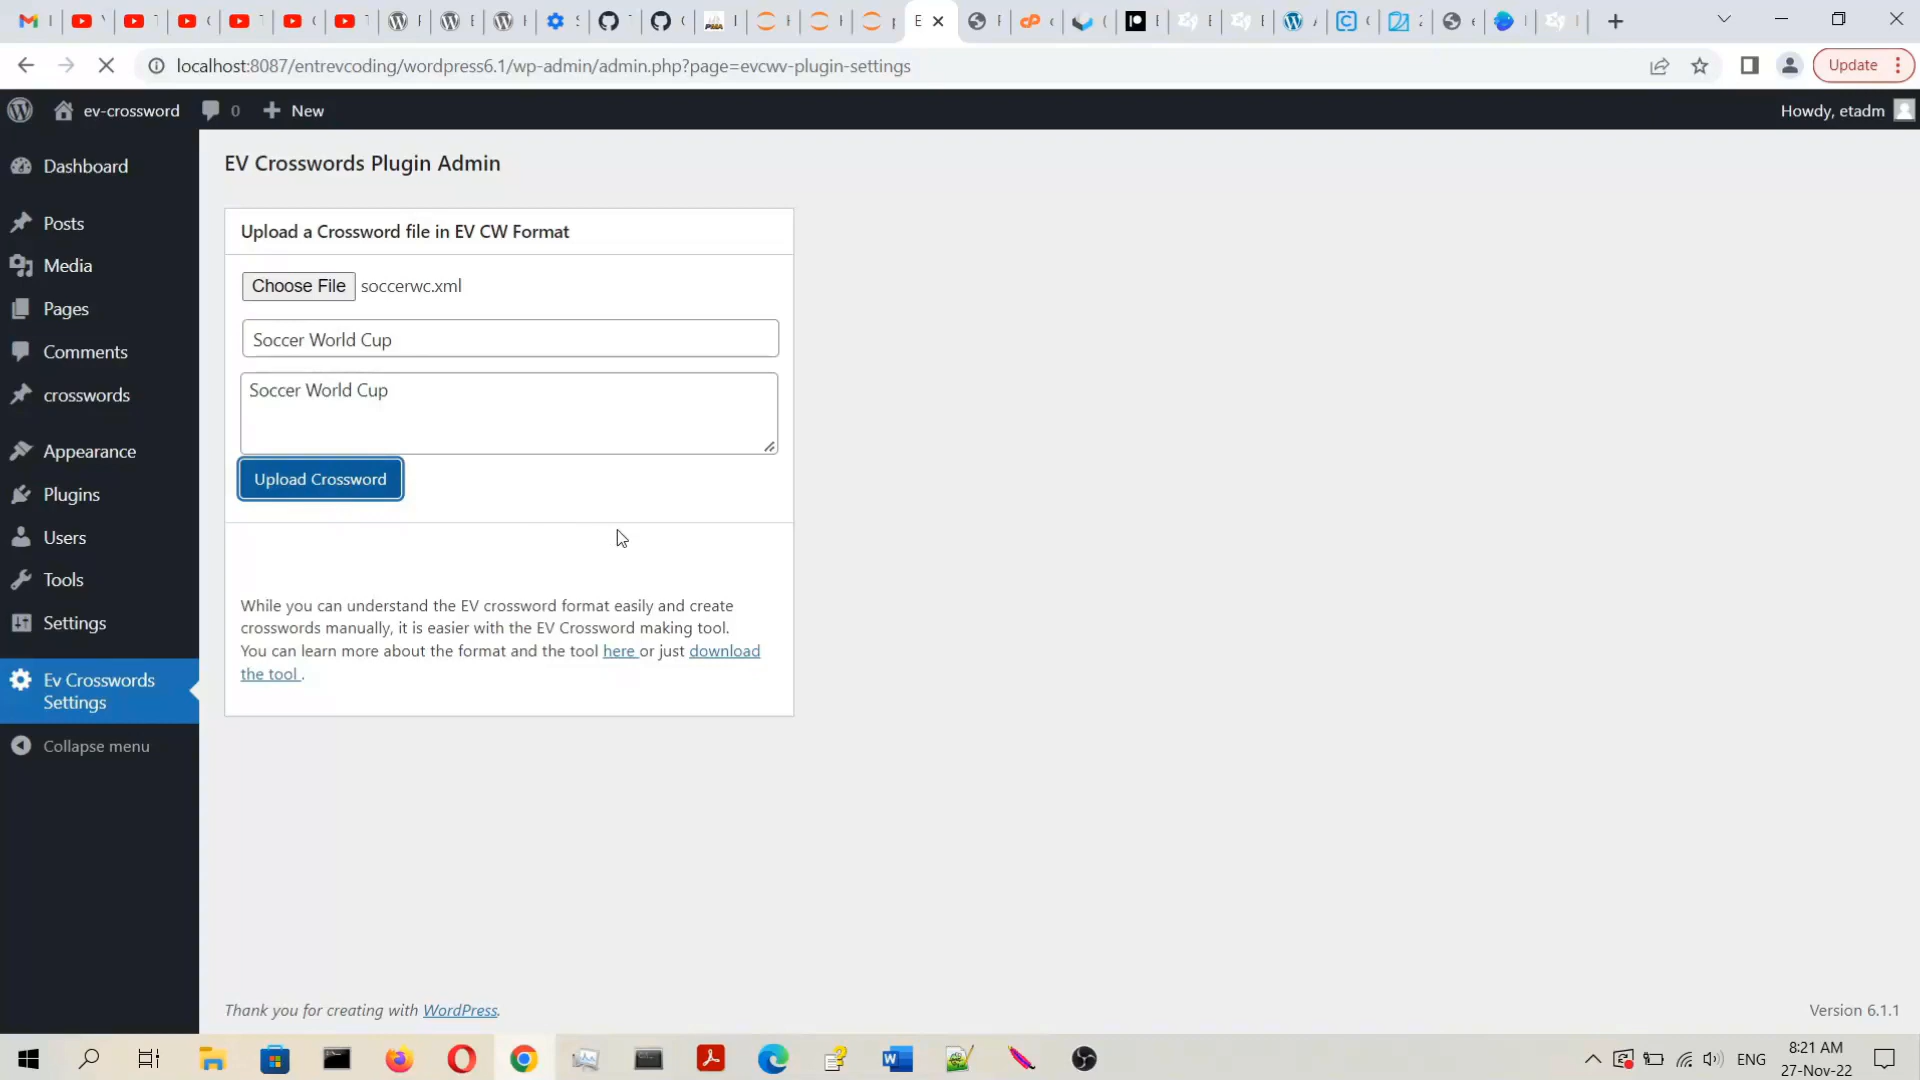 localhost:8087/entrevcoding/wordpress6.1/wp-admin/admin.php?page=evcwv-plugin-settings
Update
ev-crossword
0
New
Howdy, etadm
Dashboard
Posts
Media
Pages
Comments
crosswords
Appearance
Plugins
Users
Tools
Settings
Ev Crosswords
Settings
Collapse menu
EV Crosswords Plugin Admin
Upload a Crossword file in EV CW Format
Choose File soccerwc.xml
Soccer World Cup
Soccer World Cup
Upload Crossword
While you can understand the EV crossword format easily and create
crosswords manually, it is easier with the EV Crossword making tool.
You can learn more about the format and the tool here or just download
the tool .
Thank you for creating with WordPress.
Version 6.1.1
ENG
8:21 AM
27-Nov-22